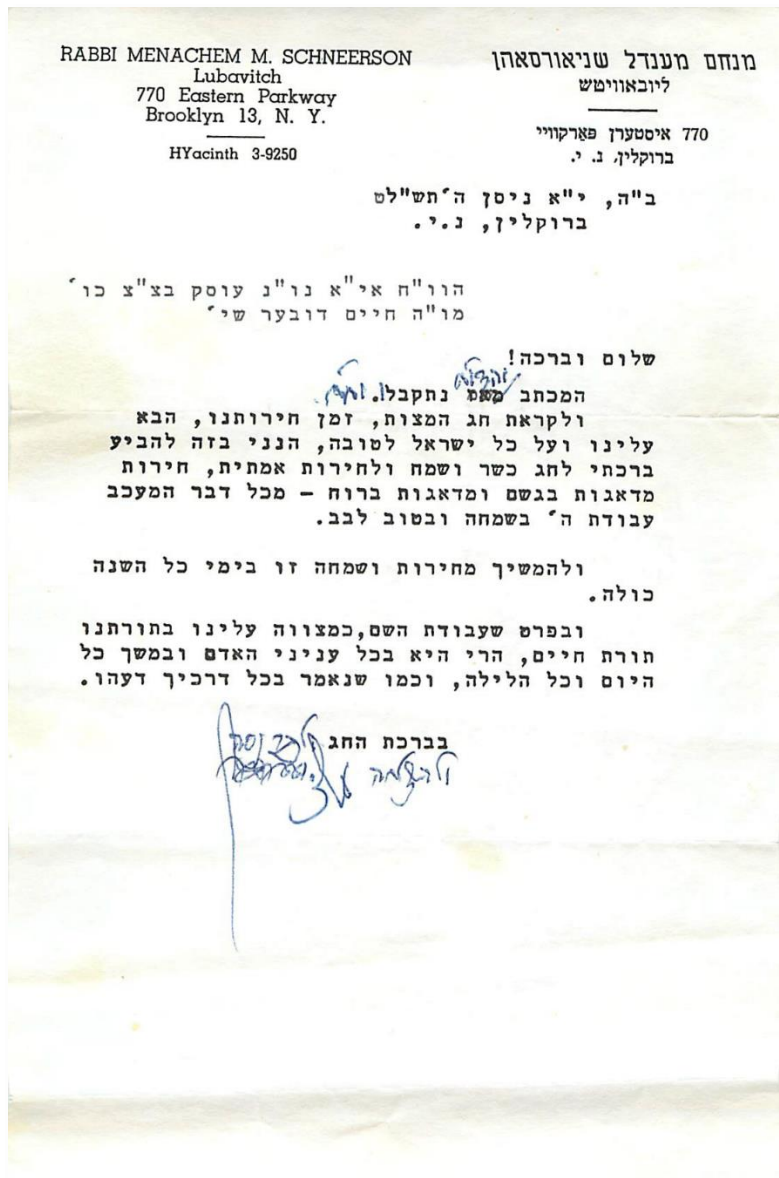 RABBI MENACHEM M. SCHNEERSON
Lubavitch
770 Eastern Parkway
Brooklyn 13, N. Y.
HYacinth 3-9250
מנחם מענדל שניאורסאהן
ליובאוויטש
770 איסטערן פּאַרקוויי
ברוקלין, נ. י.
ב"ה, י"א ניסן ה'תש"לט
ברוקלין, נ.י.
הוו"ח אי"א נו"נ עוסק בצ"צ כו'
מו"ה חיים דובער שי'
שלום וברכה!
המכתב נתקבלו.
ולקראת חג המצות, זמן חירותנו, הבא
עלינו ועל כל ישראל לטובה, הנני בזה להביע
ברכתי לחג כשר ושמח ולחירות אמתית, חירות
מדאגות בגשם ומדאגות ברוח – מכל דבר המעכב
עבודת ה' בשמחה ובטוב לבב.
ולהמשיך מחירות ושמחה זו בימי כל השנה
כולה.
ובפרט שעבודת השם,כמצווה עלינו בתורתנו
תורת חיים, הרי היא בכל עניני האדם ובמשך כל
היום וכל הלילה, וכמו שנאמר בכל דרכיך דעהו.
בברכת החג